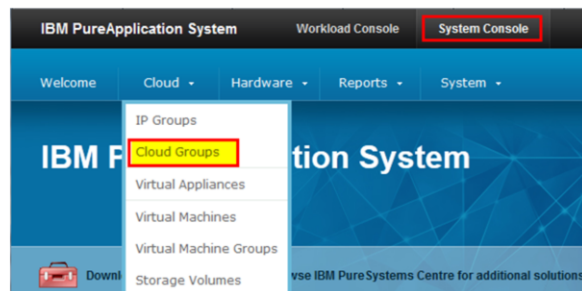 IBM PureApplication System Workload Console System Console
Welcome Cloud Hardware Reports System
IP Groups
Cloud Groups
IBM tion System
Virtual Appliances
Virtual Machines
Virtual Machine Groups
Downl wse IBM PureSystems Centre for additional solutions
Storage Volumes